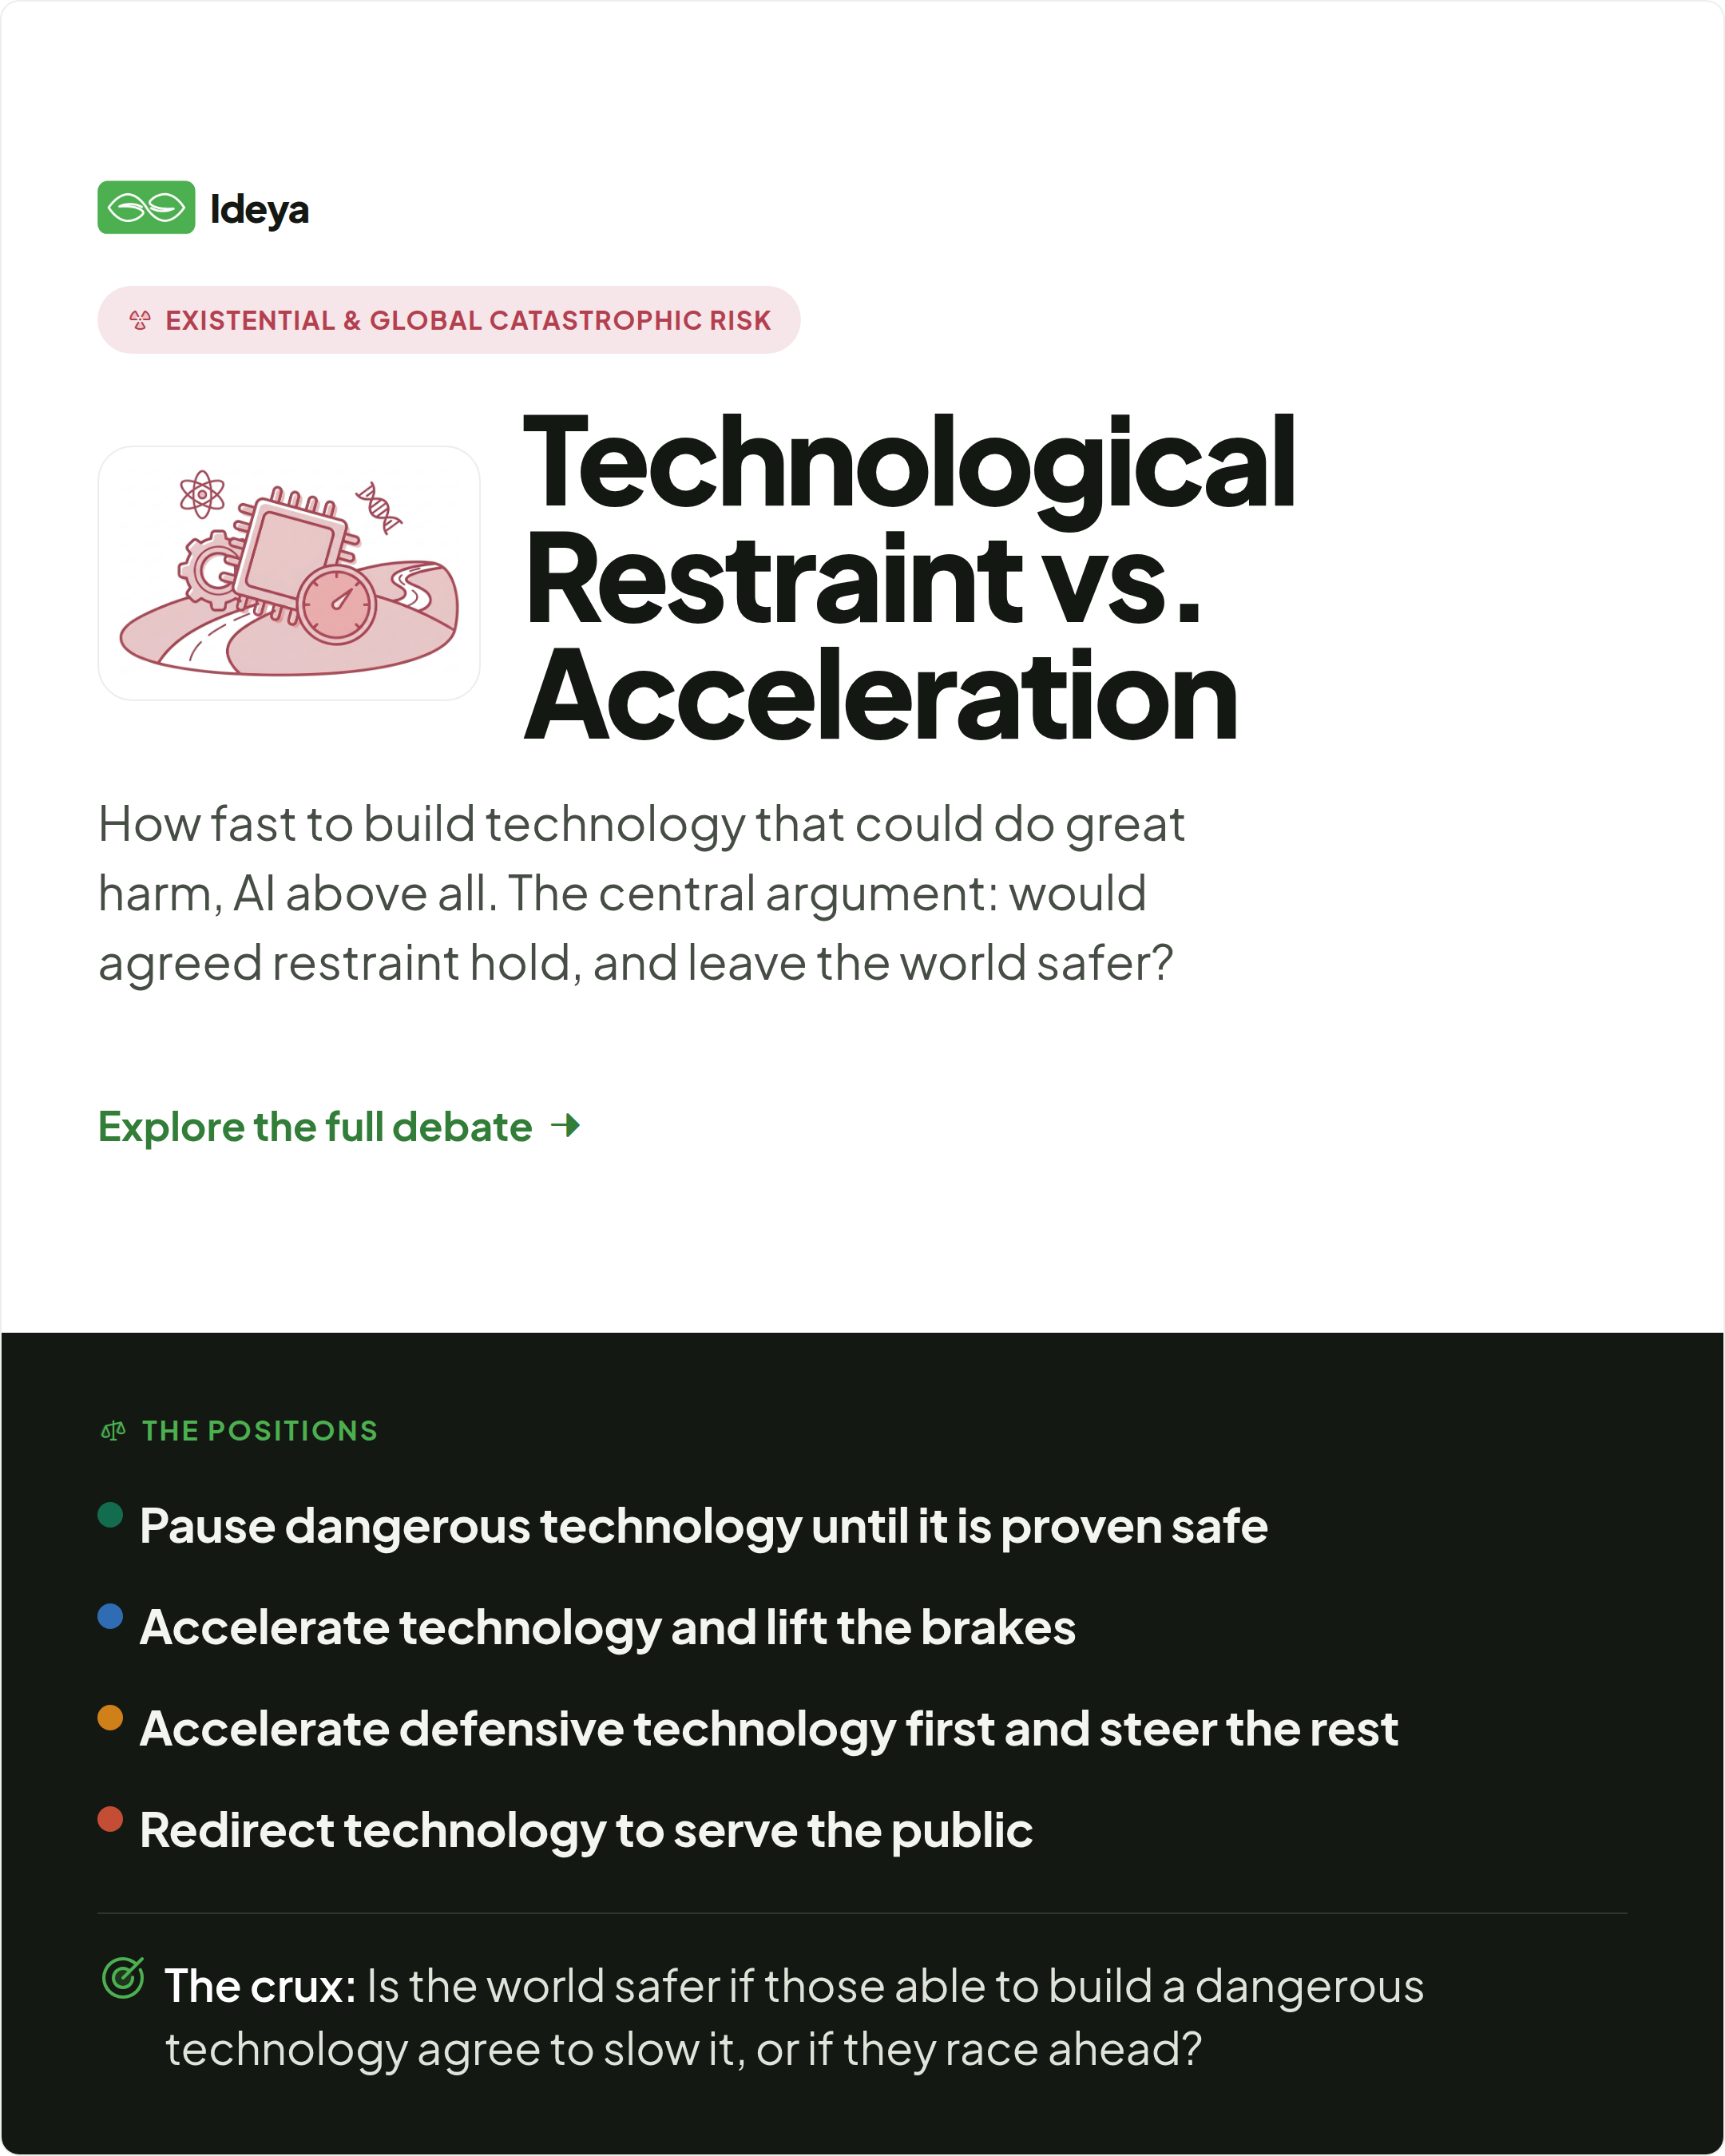 Ideya
EXISTENTIAL & GLOBAL CATASTROPHIC RISK
Technological
Restraint vs.
Acceleration
How fast to build technology that could do great
harm, AI above all. The central argument: would
agreed restraint hold, and leave the world safer?
Explore the full debate
THE POSITIONS
Pause dangerous technology until it is proven safe
Accelerate technology and lift the brakes
Accelerate defensive technology first and steer the rest
Redirect technology to serve the public
The crux: Is the world safer if those able to build a dangerous
technology agree to slow it, or if they race ahead?